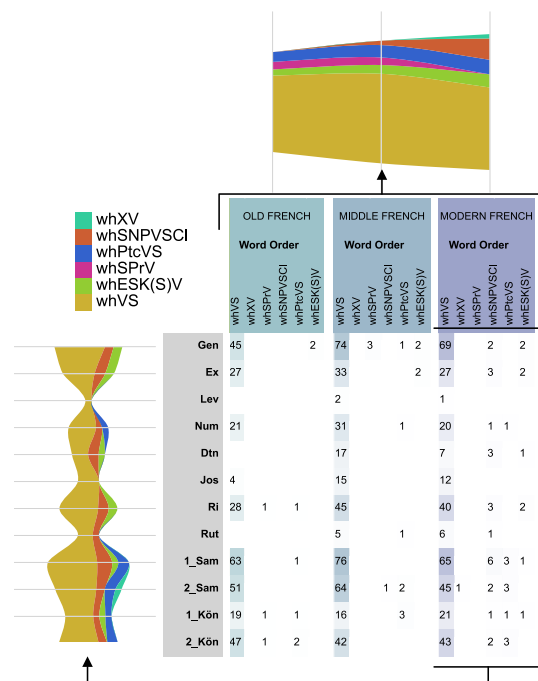 whXV
whSNPVSCl
whPtcVS
whSPrV
whESK(S)V
whVS
OLD FRENCH MIDDLE FRENCH MODERN FRENCH
Word Order Word Order Word Order
whVS whXV whSPrV whSNPVSCl whPtcVS whESK(S)V whVS whXV whSPrV whSNPVSCl whPtcVS whESK(S)V whVS whXV whSPrV whSNPVSCl whPtcVS whESK(S)V
Gen 45 2 74 3 1 2 69 2 2
Ex 27 33 2 27 3 2
Lev 2 1
Num 21 31 1 20 1 1
Dtn 17 7 3 1
Jos 4 15 12
Ri 28 1 1 45 40 3 2
Rut 5 1 6 1
1_Sam 63 1 76 65 6 3 1
2_Sam 51 64 1 2 45 1 2 3
1_Kön 19 1 1 16 3 21 1 1 1
2_Kön 47 1 2 42 43 2 3